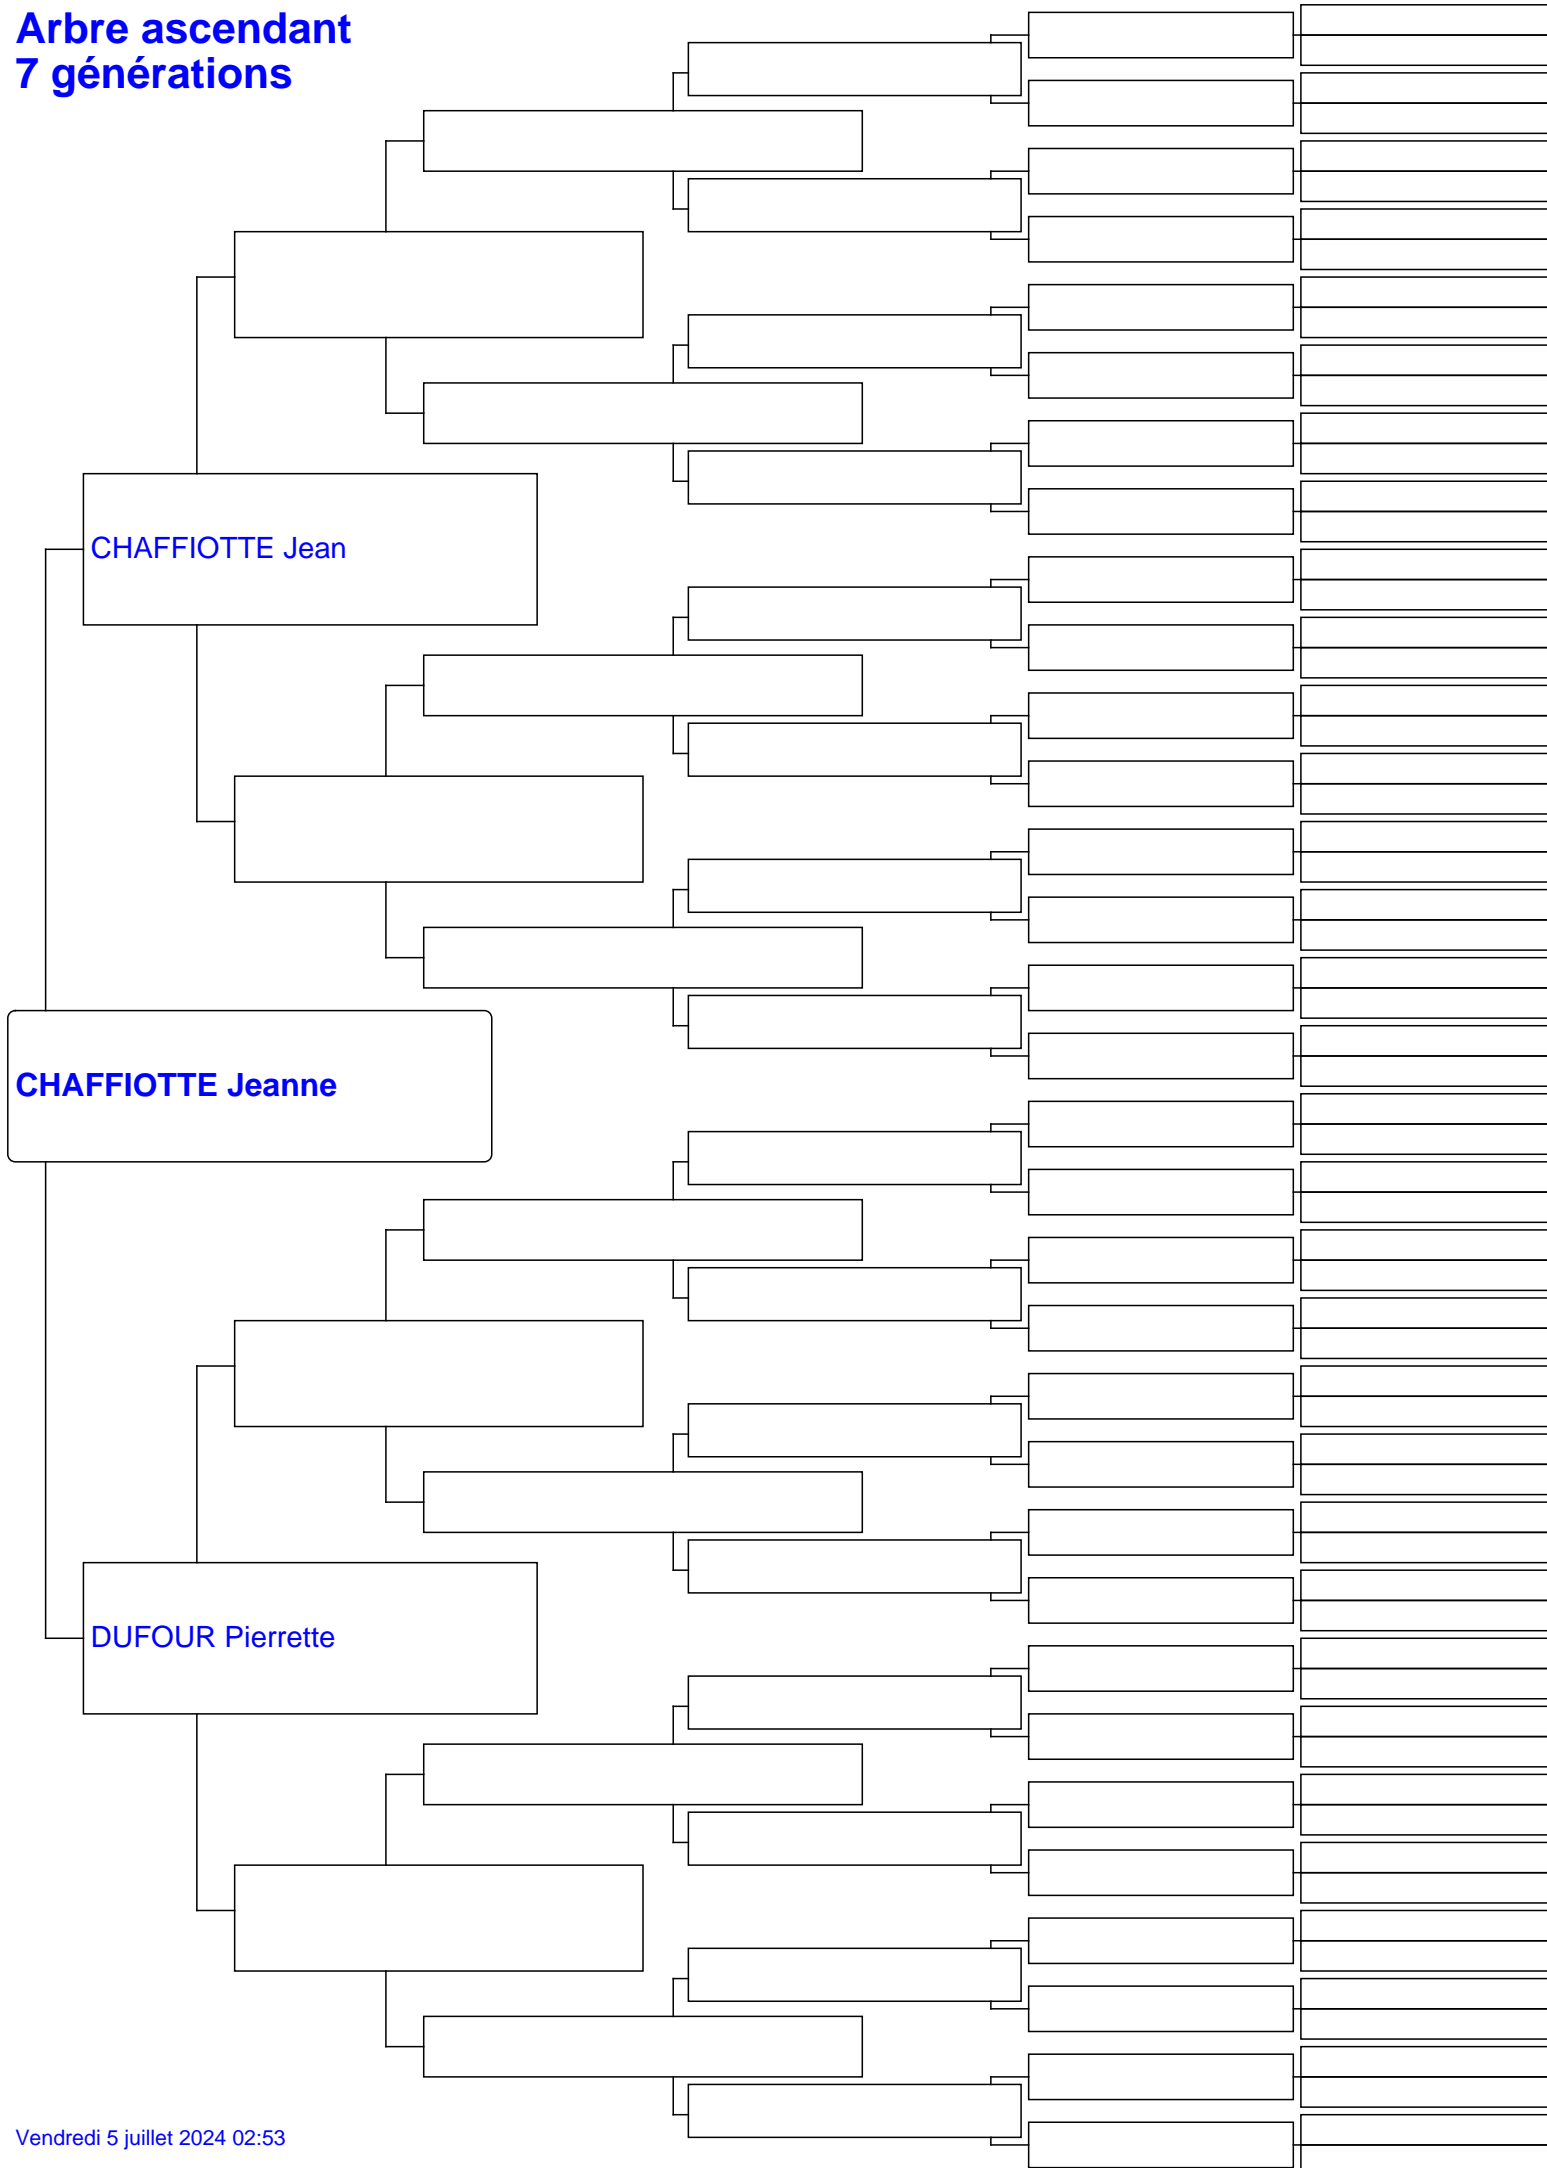 Arbre ascendant
7 générations
CHAFFIOTTE Jean
CHAFFIOTTE Jeanne
DUFOUR Pierrette
Vendredi 5 juillet 2024 02:53